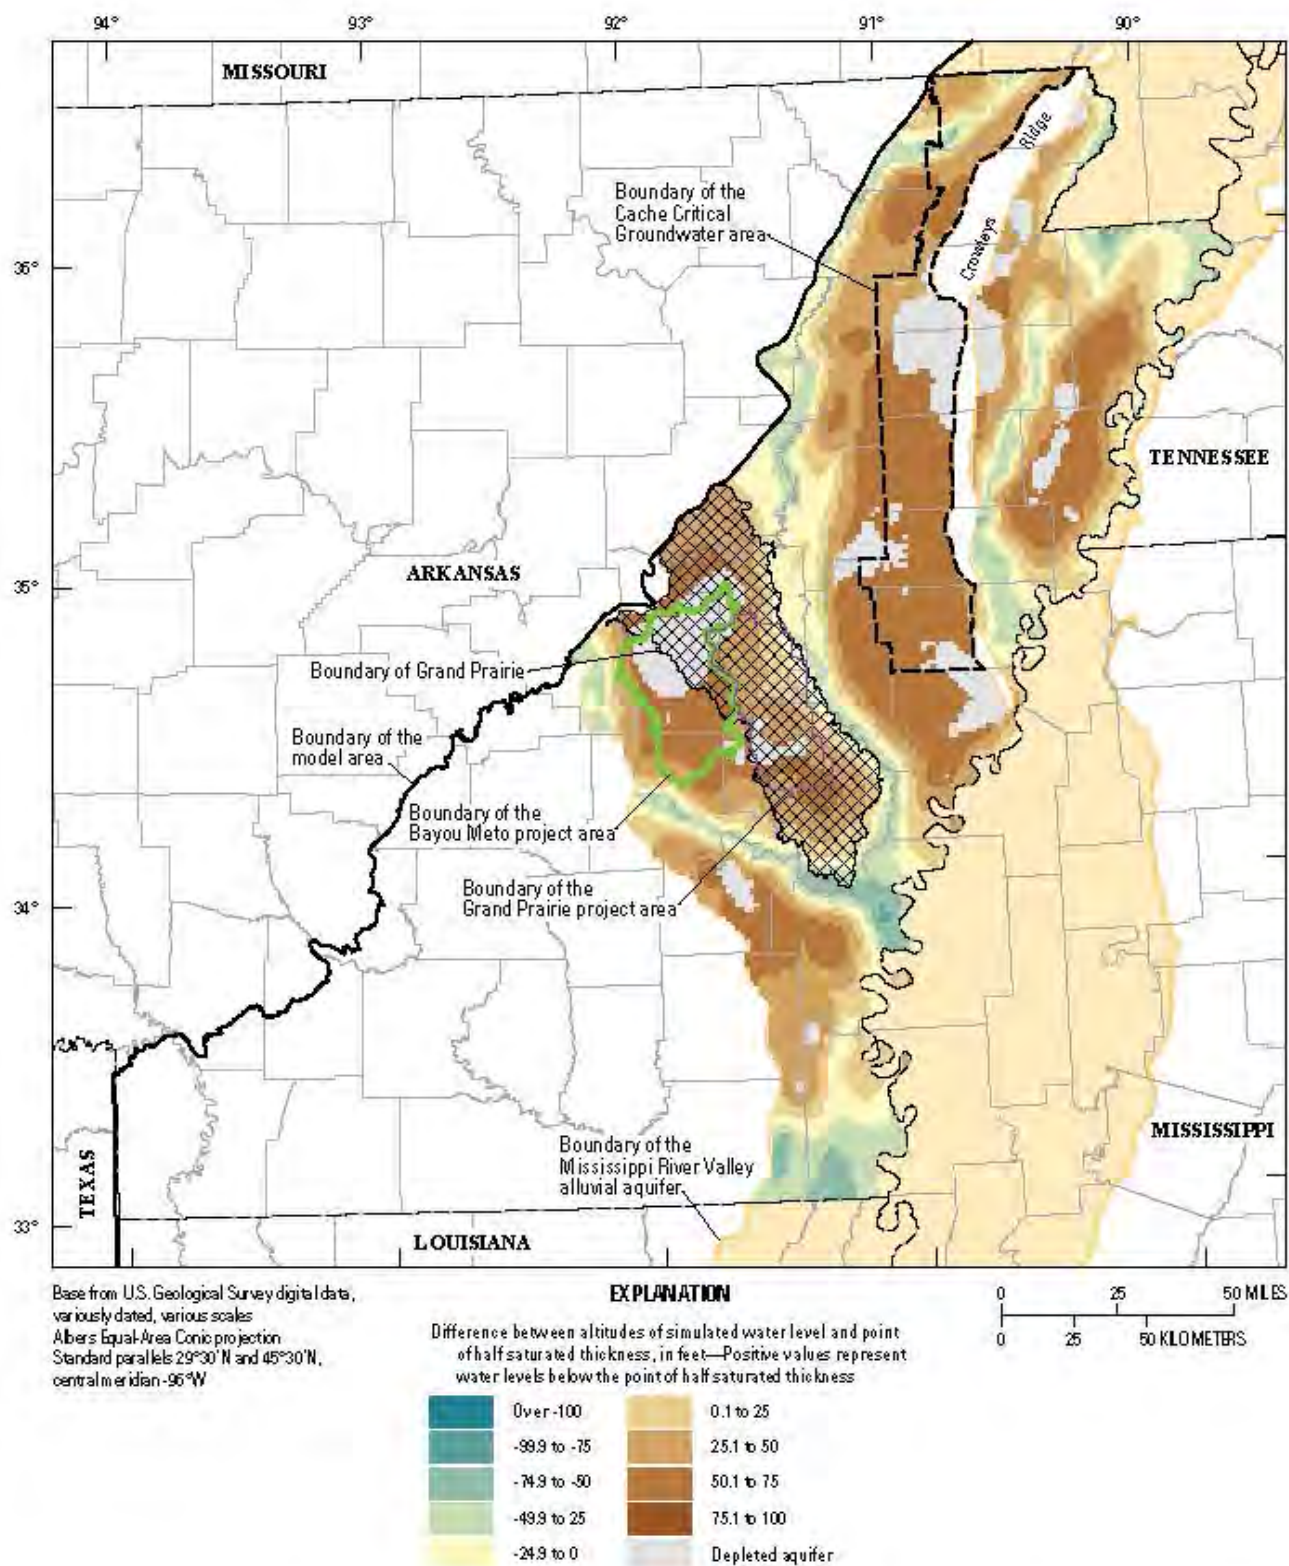 94° 93° 92° 91° 90°
MISSOURI
Ridge
Boundary of the
Cache Critical
Groundwater area
Crowleys
36°
TENNESSEE
35°
ARKANSAS
Boundary of Grand Prairie
Boundary of the
model area
Boundary of the
Bayou Meto project area
Boundary of the
Grand Prairie project area
34°
MISSISSIPPI
Boundary of the
Mississippi River Valley
alluvial aquifer
TEXAS
33°
LOUISIANA
Base from U.S. Geological Survey digital data,
variously dated, various scales
Albers Equal-Area Conic projection
Standard parallels 29°30'N and 45°30'N,
central meridian -96°W
EXPLANATION
Difference between altitudes of simulated water level and point
of half saturated thickness, in feet—Positive values represent
water levels below the point of half saturated thickness
Over -100
-99.9 to -75
-74.9 to -50
-49.9 to 25
-24.9 to 0
0.1 to 25
25.1 to 50
50.1 to 75
75.1 to 100
Depleted aquifer
0 25 50 MILES
0 25 50 KILOMETERS